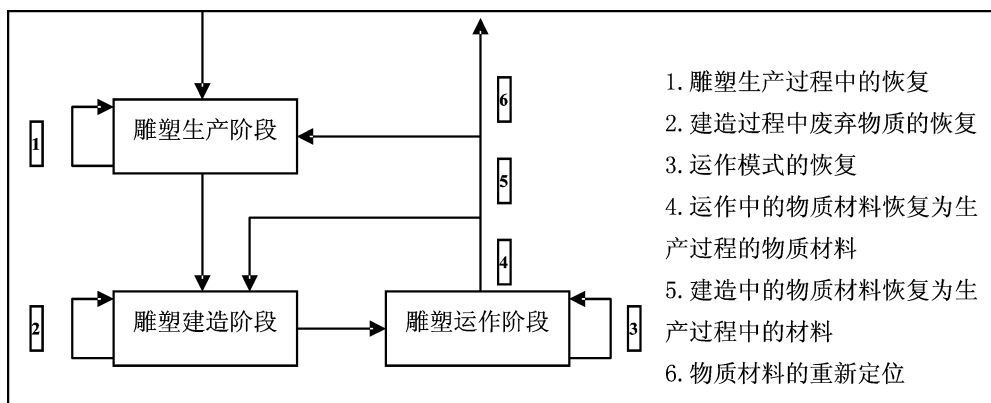 雕塑生产阶段
雕塑建造阶段
雕塑运作阶段
1
2
3
4
5
6
1.雕塑生产过程中的恢复
2.建造过程中废弃物质的恢复
3.运作模式的恢复
4.运作中的物质材料恢复为生
产过程的物质材料
5.建造中的物质材料恢复为生
产过程中的材料
6.物质材料的重新定位